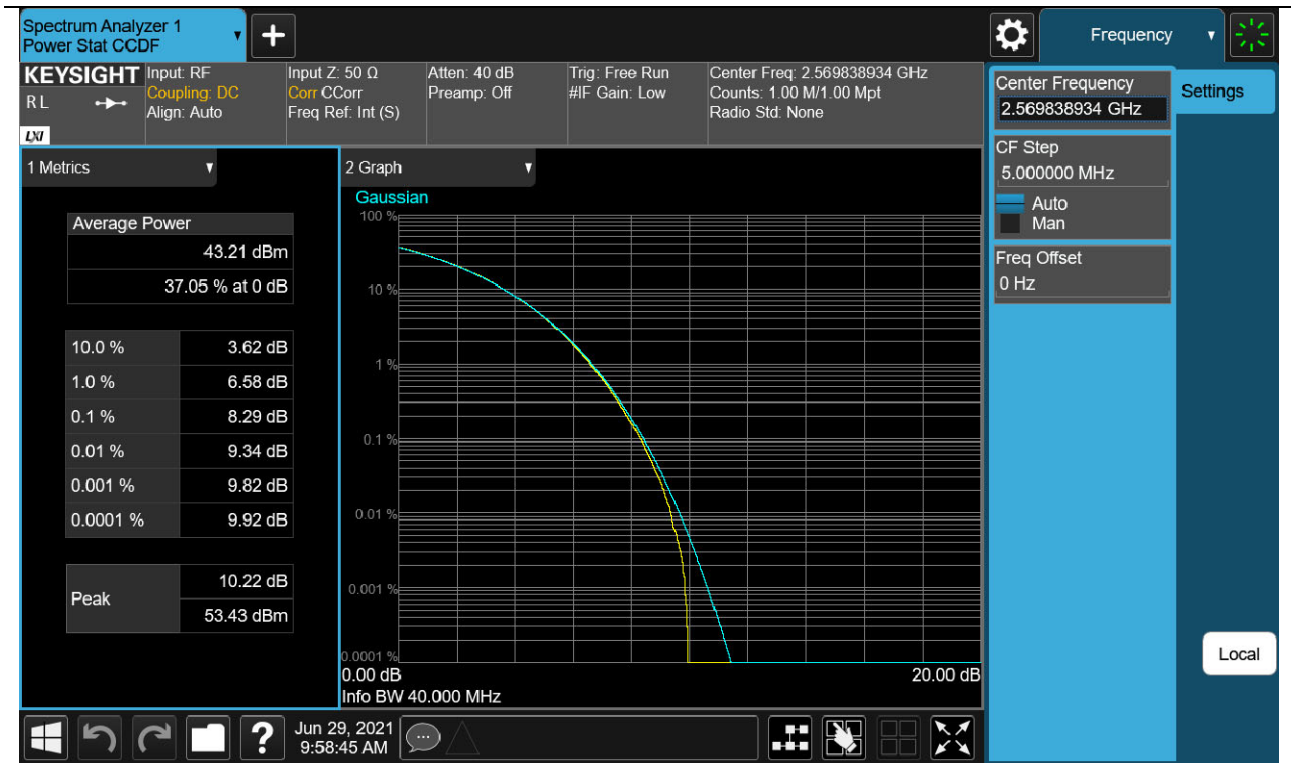 Spectrum Analyzer 1
Power Stat CCDF
+
Frequency
KEYSIGHT
RL
LXI
Input: RF
Coupling: DC
Align: Auto
Input Z: 50 Ω
Corr CCorr
Freq Ref: Int (S)
Atten: 40 dB
Preamp: Off
Trig: Free Run
#IF Gain: Low
Center Freq: 2.569838934 GHz
Counts: 1.00 M/1.00 Mpt
Radio Std: None
Center Frequency
2.569838934 GHz
Settings
CF Step
5.000000 MHz
Auto
Man
Freq Offset
0 Hz
1 Metrics
Average Power
43.21 dBm
37.05 % at 0 dB
10.0 % 3.62 dB
1.0 % 6.58 dB
0.1 % 8.29 dB
0.01 % 9.34 dB
0.001 % 9.82 dB
0.0001 % 9.92 dB
Peak
10.22 dB
53.43 dBm
2 Graph
Gaussian
100 %
10 %
1 %
0.1 %
0.01 %
0.001 %
0.0001 %
0.00 dB 20.00 dB
Info BW 40.000 MHz
Local
?
Jun 29, 2021
9:58:45 AM